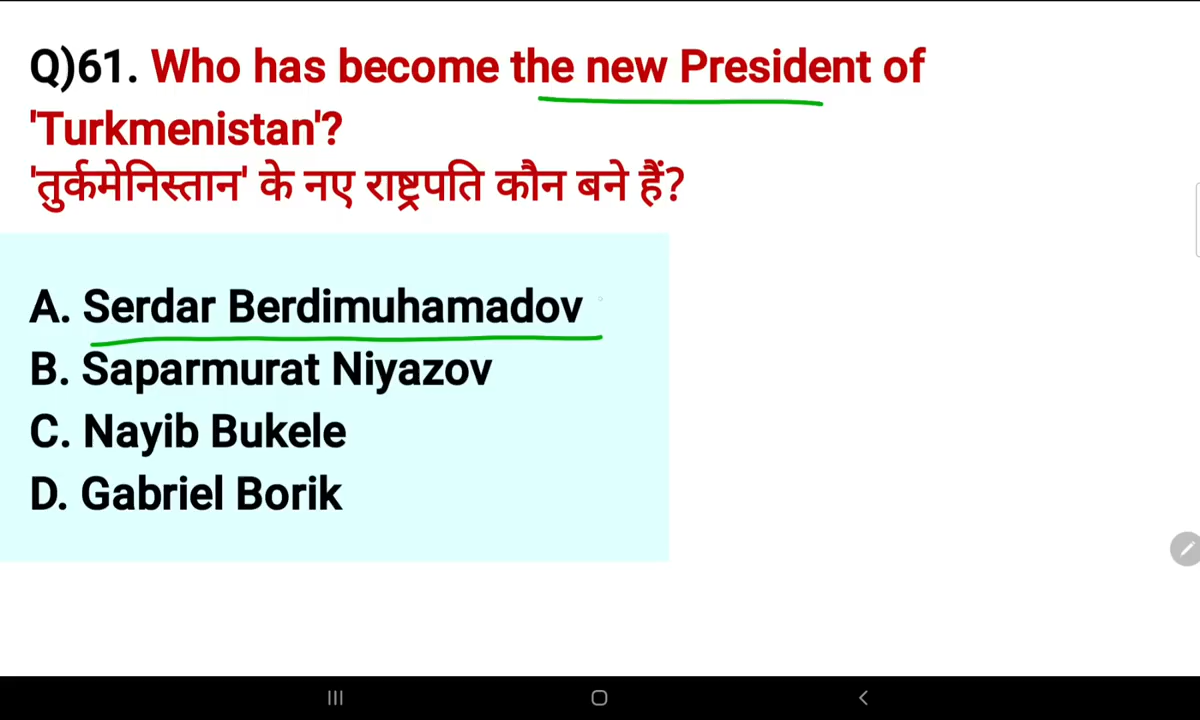 Q)61. Who has become the new President of
'Turkmenistan'?
'तुर्कमेनिस्तान' के नए राष्ट्रपति कौन बने हैं?
A. Serdar Berdimuhamadov
B. Saparmurat Niyazov
C. Nayib Bukele
D. Gabriel Borik